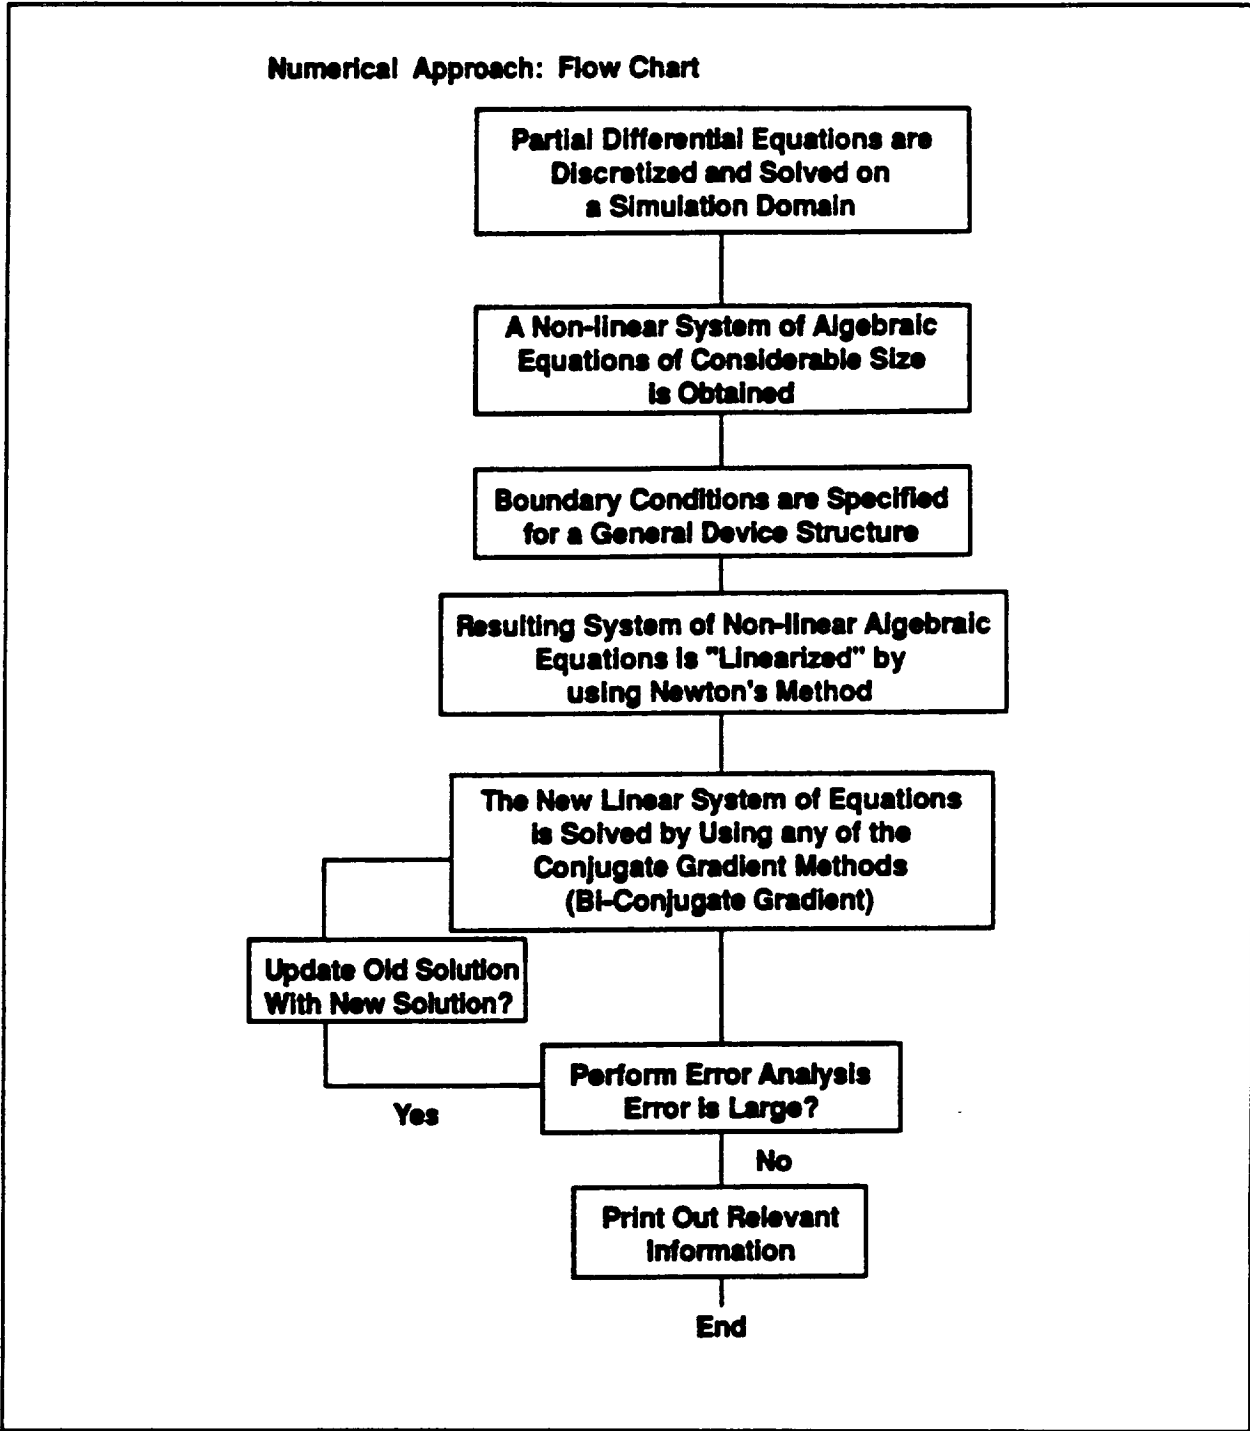 Numerical Approach: Flow Chart
Partial Differential Equations are
Discretized and Solved on
a Simulation Domain
A Non-linear System of Algebraic
Equations of Considerable Size
is Obtained
Boundary Conditions are Specified
for a General Device Structure
Resulting System of Non-linear Algebraic
Equations is "Linearized" by
using Newton's Method
The New Linear System of Equations
is Solved by Using any of the
Conjugate Gradient Methods
(Bi-Conjugate Gradient)
Update Old Solution
With New Solution?
Perform Error Analysis
Error is Large?
Yes
No
Print Out Relevant
Information
End